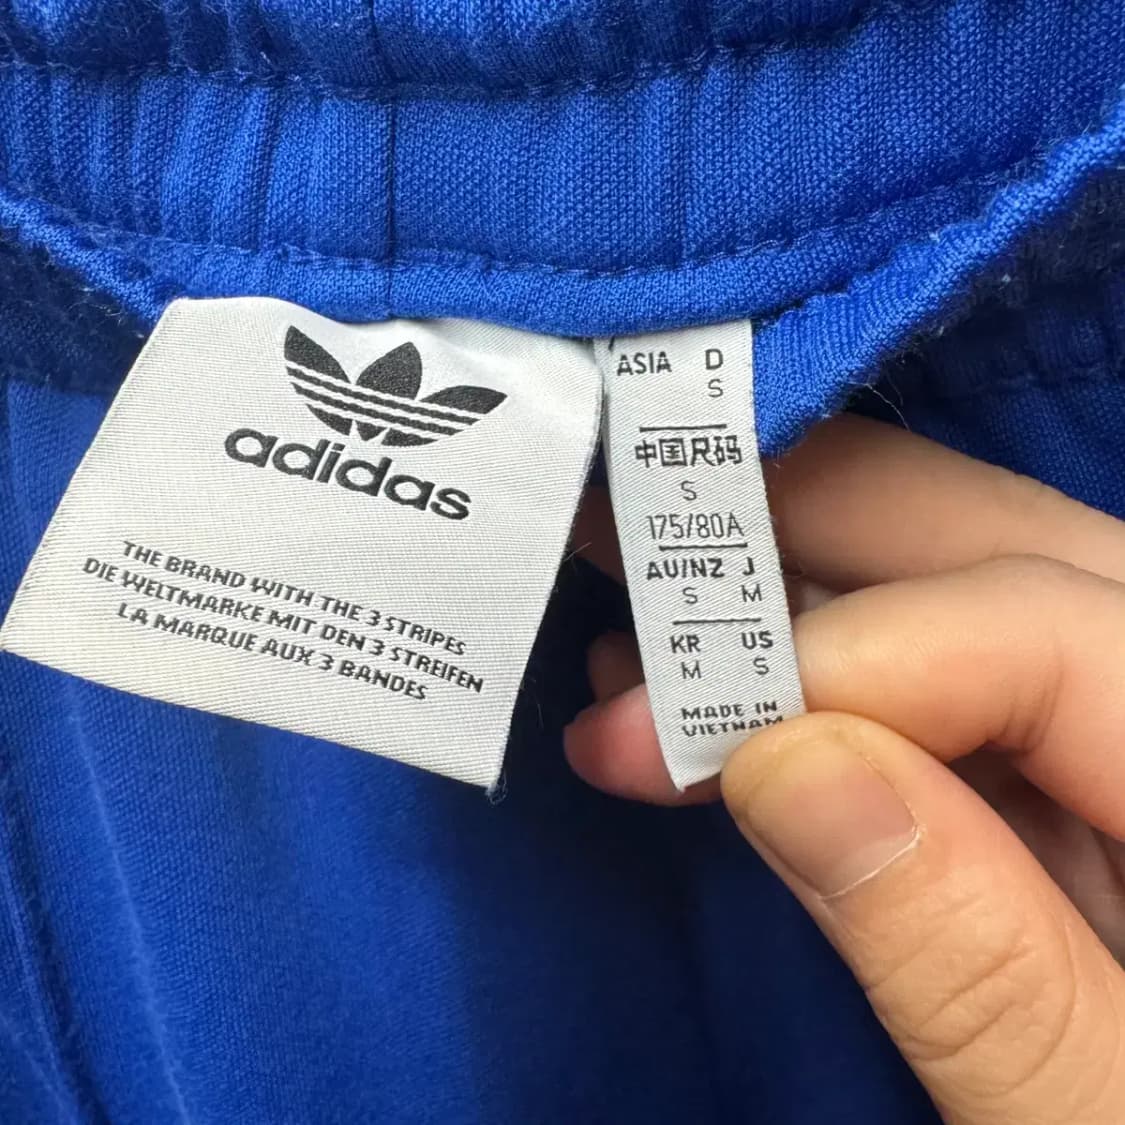 adidas
THE BRAND WITH THE 3 STRIPES
DIE WELTMARKE MIT DEN 3 STREIFEN
LA MARQUE AUX 3 BANDES
ASIA D
S
中国尺码
S
175/80A
AU/NZ J
S M
KR US
M S
MADE IN
VIETNAM